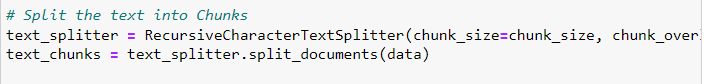 # Split the text into Chunks
text_splitter = RecursiveCharacterTextSplitter(chunk_size=chunk_size, chunk_over
text_chunks = text_splitter.split_documents(data)